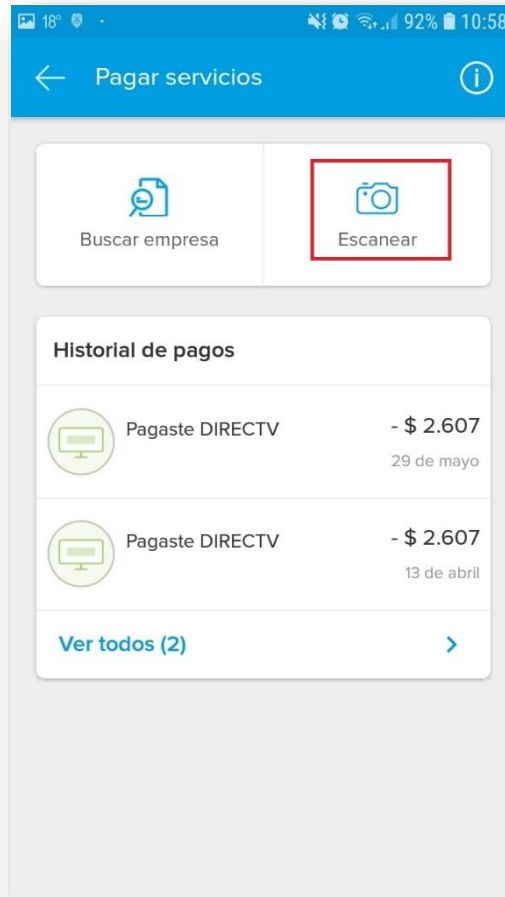 18° 92% 10:58
Pagar servicios
Buscar empresa Escanear
Historial de pagos
Pagaste DIRECTV - $ 2.607
29 de mayo
Pagaste DIRECTV - $ 2.607
13 de abril
Ver todos (2)